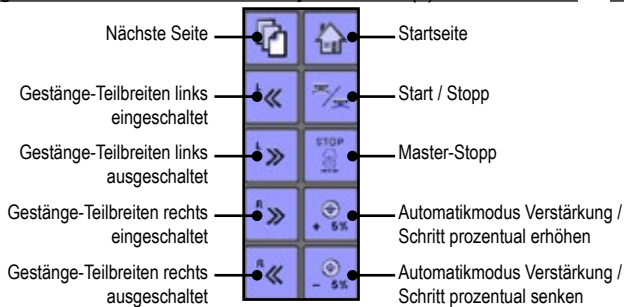 Nächste Seite
Startseite
Gestänge-Teilbreiten links
eingeschaltet
L
Start / Stopp
Gestänge-Teilbreiten links
ausgeschaltet
L
STOP
Master-Stopp
Gestänge-Teilbreiten rechts
eingeschaltet
R
+ 5%
Automatikmodus Verstärkung /
Schritt prozentual erhöhen
Gestänge-Teilbreiten rechts
ausgeschaltet
R
- 5%
Automatikmodus Verstärkung /
Schritt prozentual senken